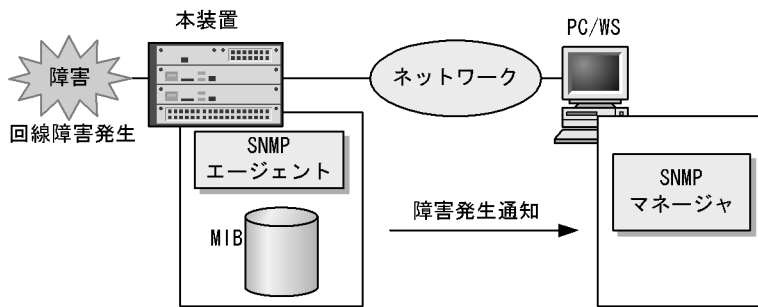 本装置
PC/WS
障害
ネットワーク
回線障害発生
SNMP
エージェント
SNMP
マネージャ
障害発生通知
MIB